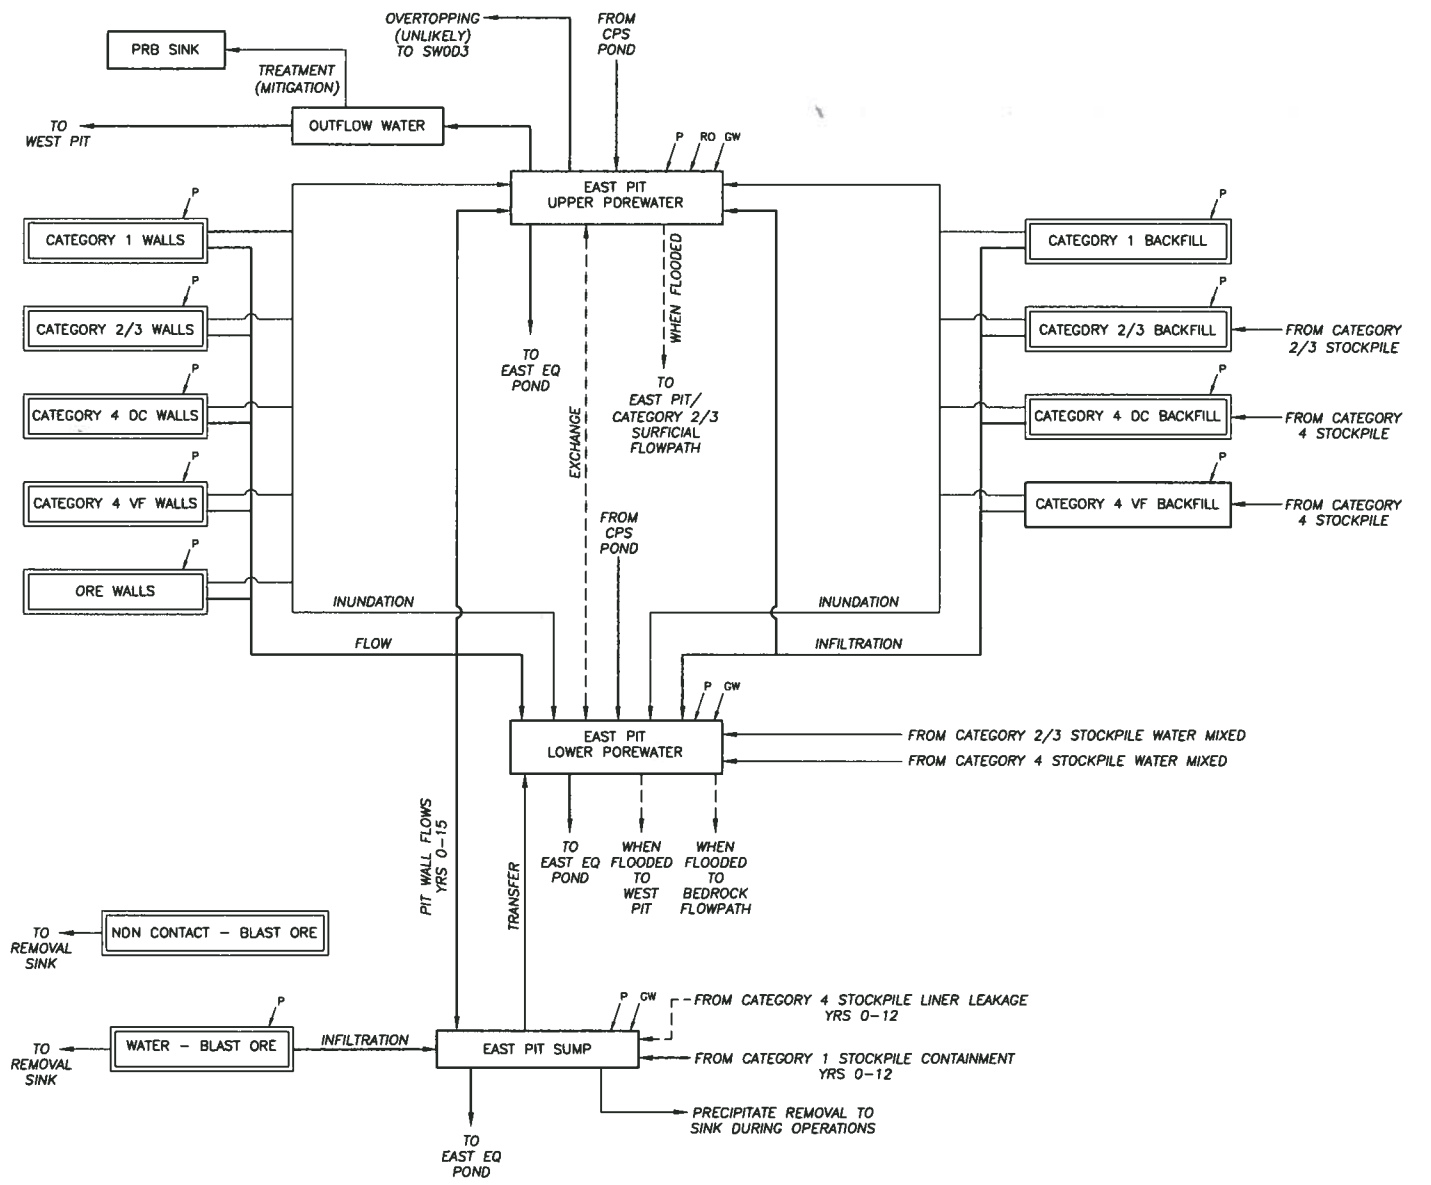 OVERTOPPING
(UNLIKELY)
TO SW0D3
FROM
CPS
POND
PRB SINK
TREATMENT
(MITIGATION)
TO
WEST PIT
OUTFLOW WATER
P RO GW
EAST PIT
UPPER POREWATER
P
CATEGORY 1 WALLS
P
CATEGORY 2/3 WALLS
P
CATEGORY 4 DC WALLS
P
CATEGORY 4 VF WALLS
P
ORE WALLS
P
CATEGORY 1 BACKFILL
P
CATEGORY 2/3 BACKFILL
FROM CATEGORY
2/3 STOCKPILE
P
CATEGORY 4 DC BACKFILL
FROM CATEGORY
4 STOCKPILE
P
CATEGORY 4 VF BACKFILL
FROM CATEGORY
4 STOCKPILE
WHEN FLOODED
TO
EAST EQ
POND
TO
EAST PIT/
CATEGORY 2/3
SURFICIAL
FLOWPATH
EXCHANGE
FROM
CPS
POND
INUNDATION
INUNDATION
FLOW
INFILTRATION
P GW
EAST PIT
LOWER POREWATER
FROM CATEGORY 2/3 STOCKPILE WATER MIXED
FROM CATEGORY 4 STOCKPILE WATER MIXED
PIT WALL FLOWS
YRS 0-15
TRANSFER
TO
EAST EQ
POND
WHEN
FLOODED
TO
WEST
PIT
WHEN
FLOODED
TO
BEDROCK
FLOWPATH
TO
REMOVAL
SINK
NON CONTACT - BLAST ORE
P
TO
REMOVAL
SINK
WATER - BLAST ORE
INFILTRATION
P GW
EAST PIT SUMP
FROM CATEGORY 4 STOCKPILE LINER LEAKAGE
YRS 0-12
FROM CATEGORY 1 STOCKPILE CONTAINMENT
YRS 0-12
PRECIPITATE REMOVAL TO
SINK DURING OPERATIONS
TO
EAST EQ
POND